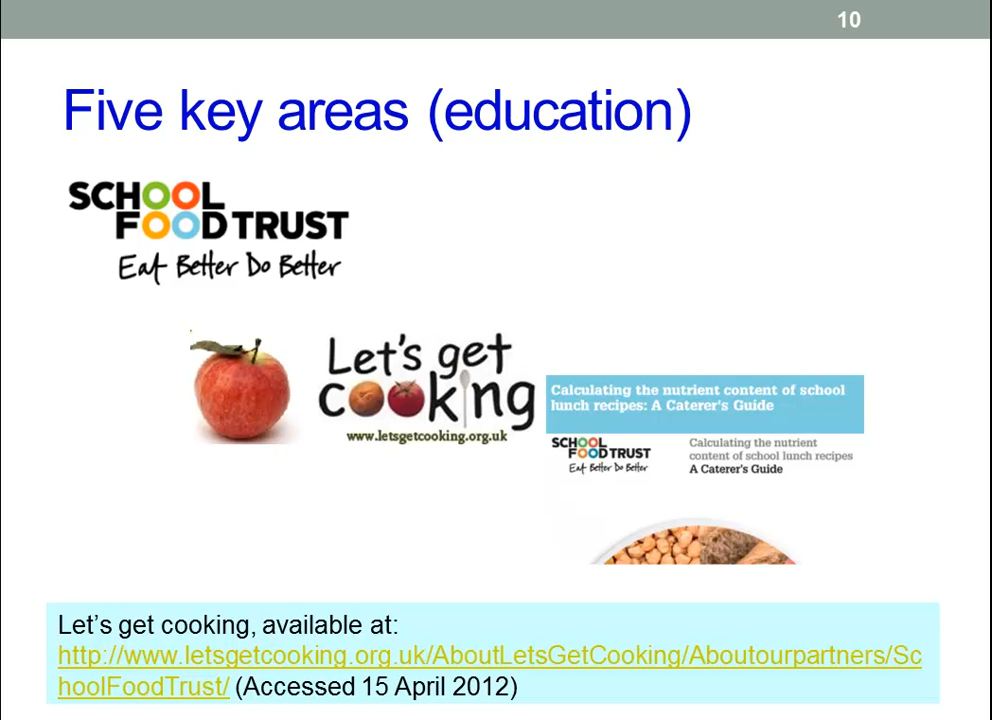 10
Five key areas (education)
SCHOOL
FOOD TRUST
Eat Better Do Better
Let's get
cooking
www.letsgetcooking.org.uk
Calculating the nutrient content of school
lunch recipes: A Caterer's Guide
SCHOOL
FOOD TRUST
Eat Better Do Better
Calculating the nutrient
content of school lunch recipes
A Caterer's Guide
Let’s get cooking, available at:
http://www.letsgetcooking.org.uk/AboutLetsGetCooking/Aboutourpartners/Sc
hoolFoodTrust/ (Accessed 15 April 2012)